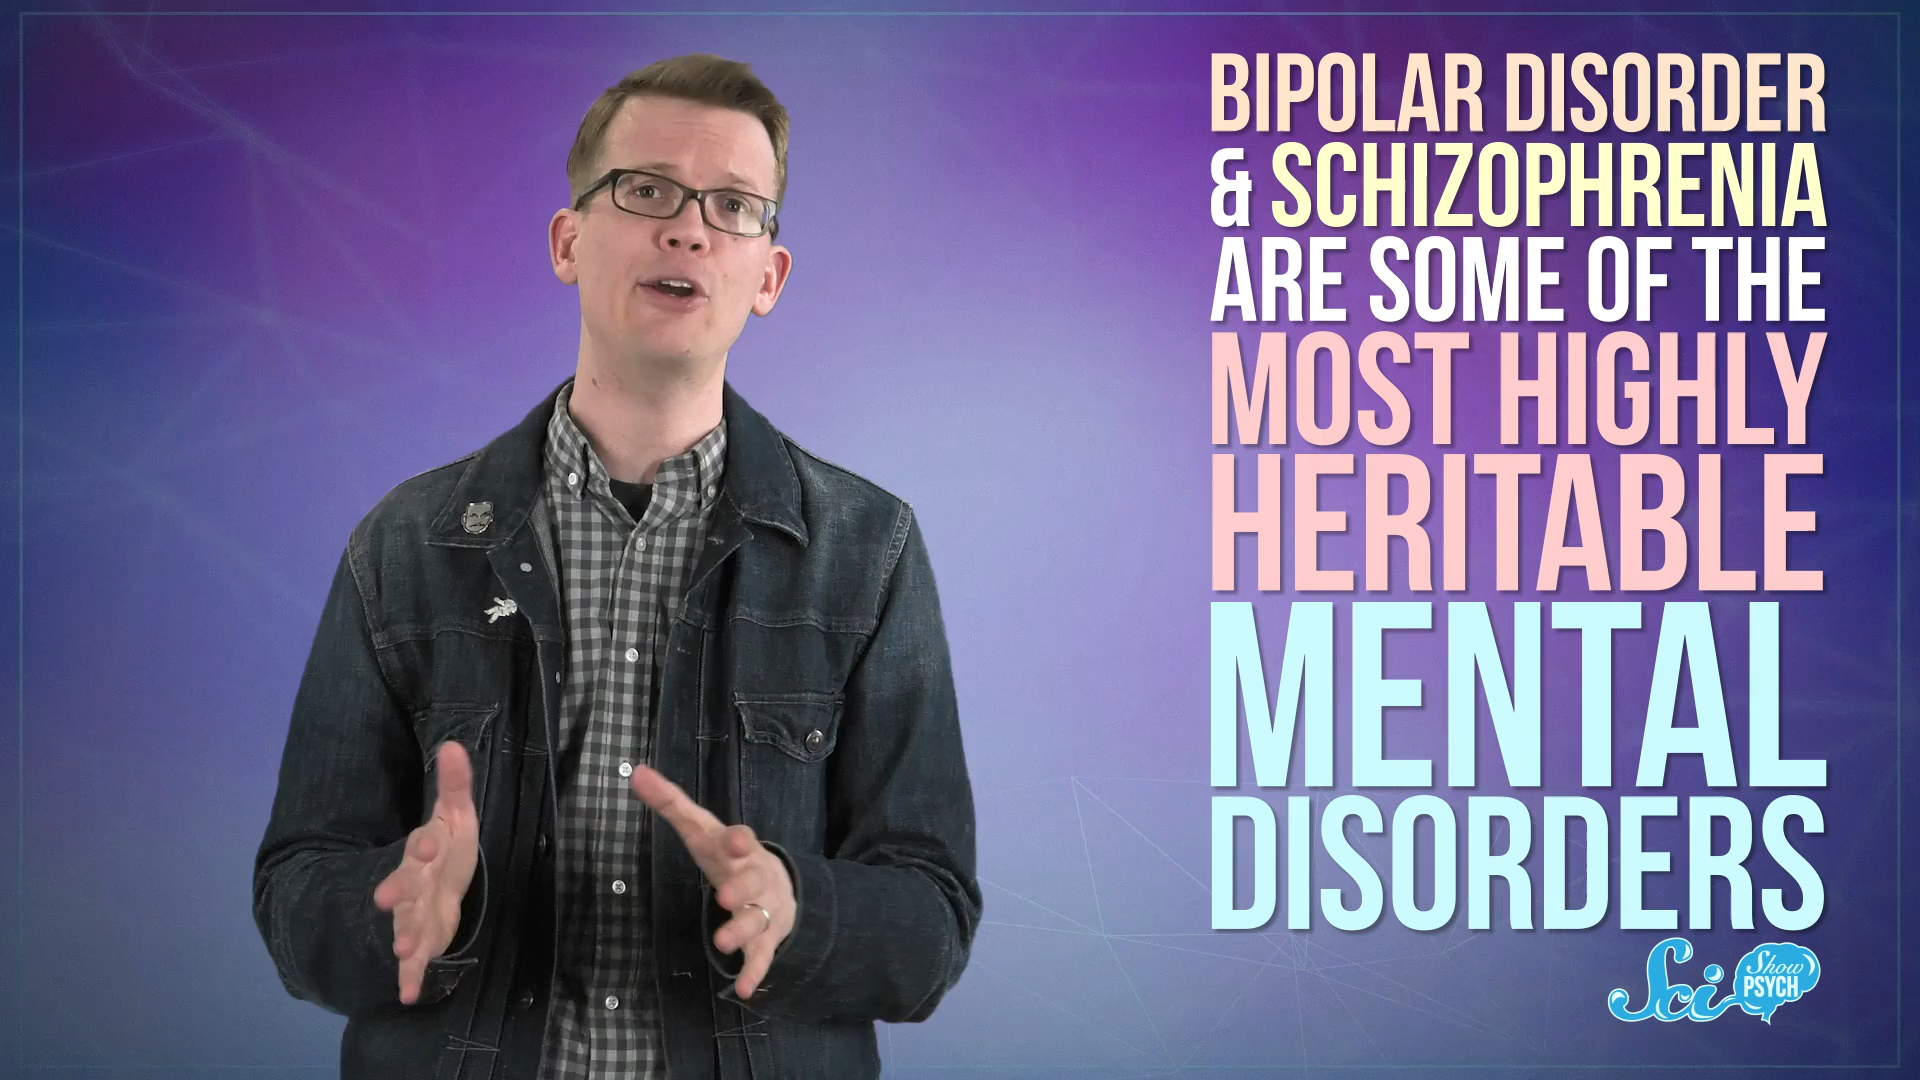 BIPOLAR DISORDER
& SCHIZOPHRENIA
ARE SOME OF THE
MOST HIGHLY
HERITABLE
MENTAL
DISORDERS
Sci Show
PSYCH